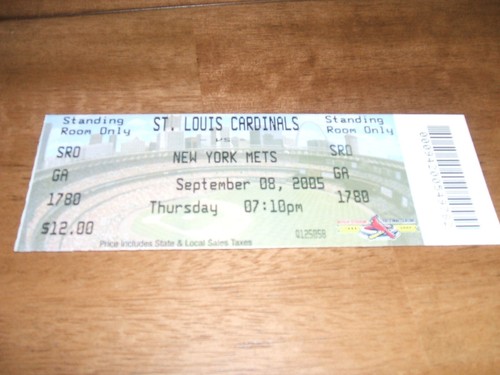 Standing
Room Only
ST. LOUIS CARDINALS
VS
NEW YORK METS
September 08, 2005
Thursday 07:10pm
SRO
GA
1780
$12.00
Price Includes State & Local Sales Taxes
Standing
Room Only
SRO
GA
1780